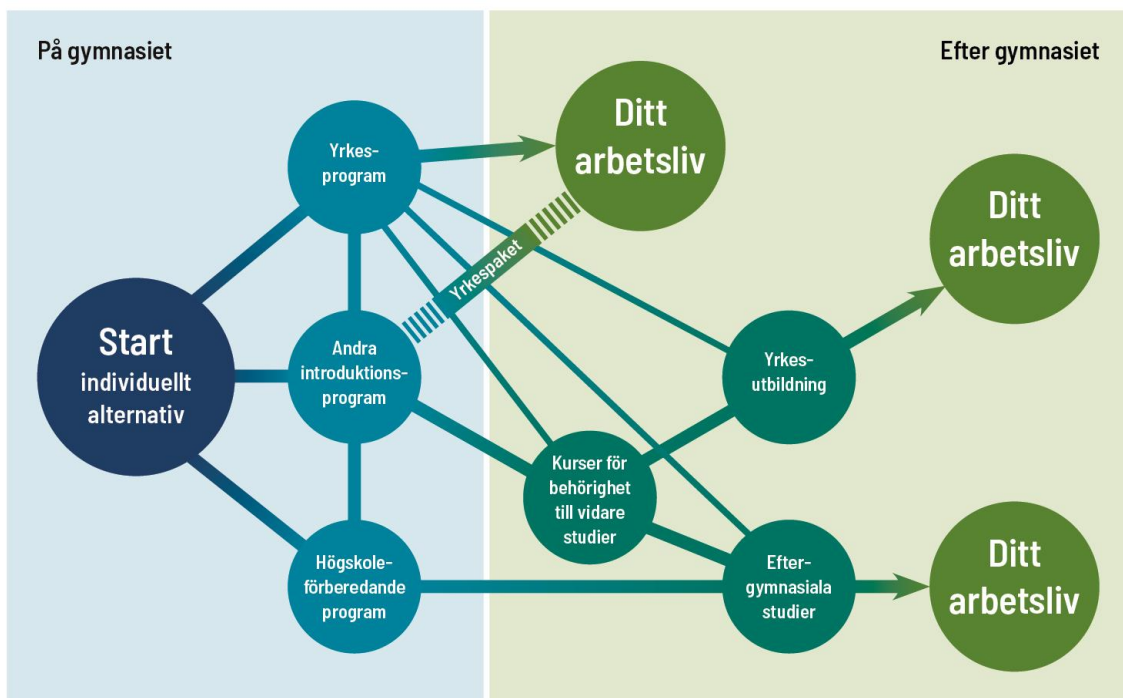 På gymnasiet
Efter gymnasiet
Yrkes-
program
Ditt
arbetsliv
Ditt
arbetsliv
Yrkespaket
Start
individuellt
alternativ
Andra
introduktions-
program
Yrkes-
utbildning
Kurser för
behörighet
till vidare
studier
Högskole-
förberedande
program
Efter-
gymnasiala
studier
Ditt
arbetsliv